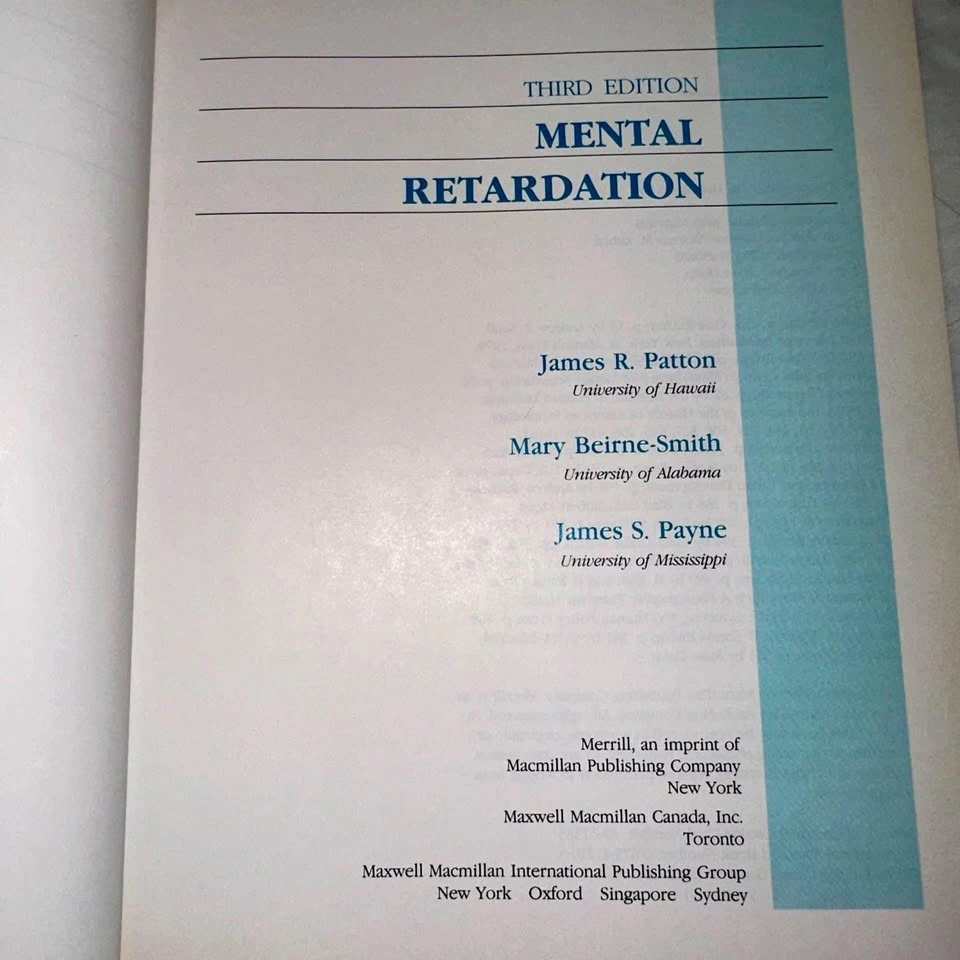 THIRD EDITION
MENTAL
RETARDATION
James R. Patton
University of Hawaii
Mary Beirne-Smith
University of Alabama
James S. Payne
University of Mississippi
Merrill, an imprint of
Macmillan Publishing Company
New York
Maxwell Macmillan Canada, Inc.
Toronto
Maxwell Macmillan International Publishing Group
New York Oxford Singapore Sydney